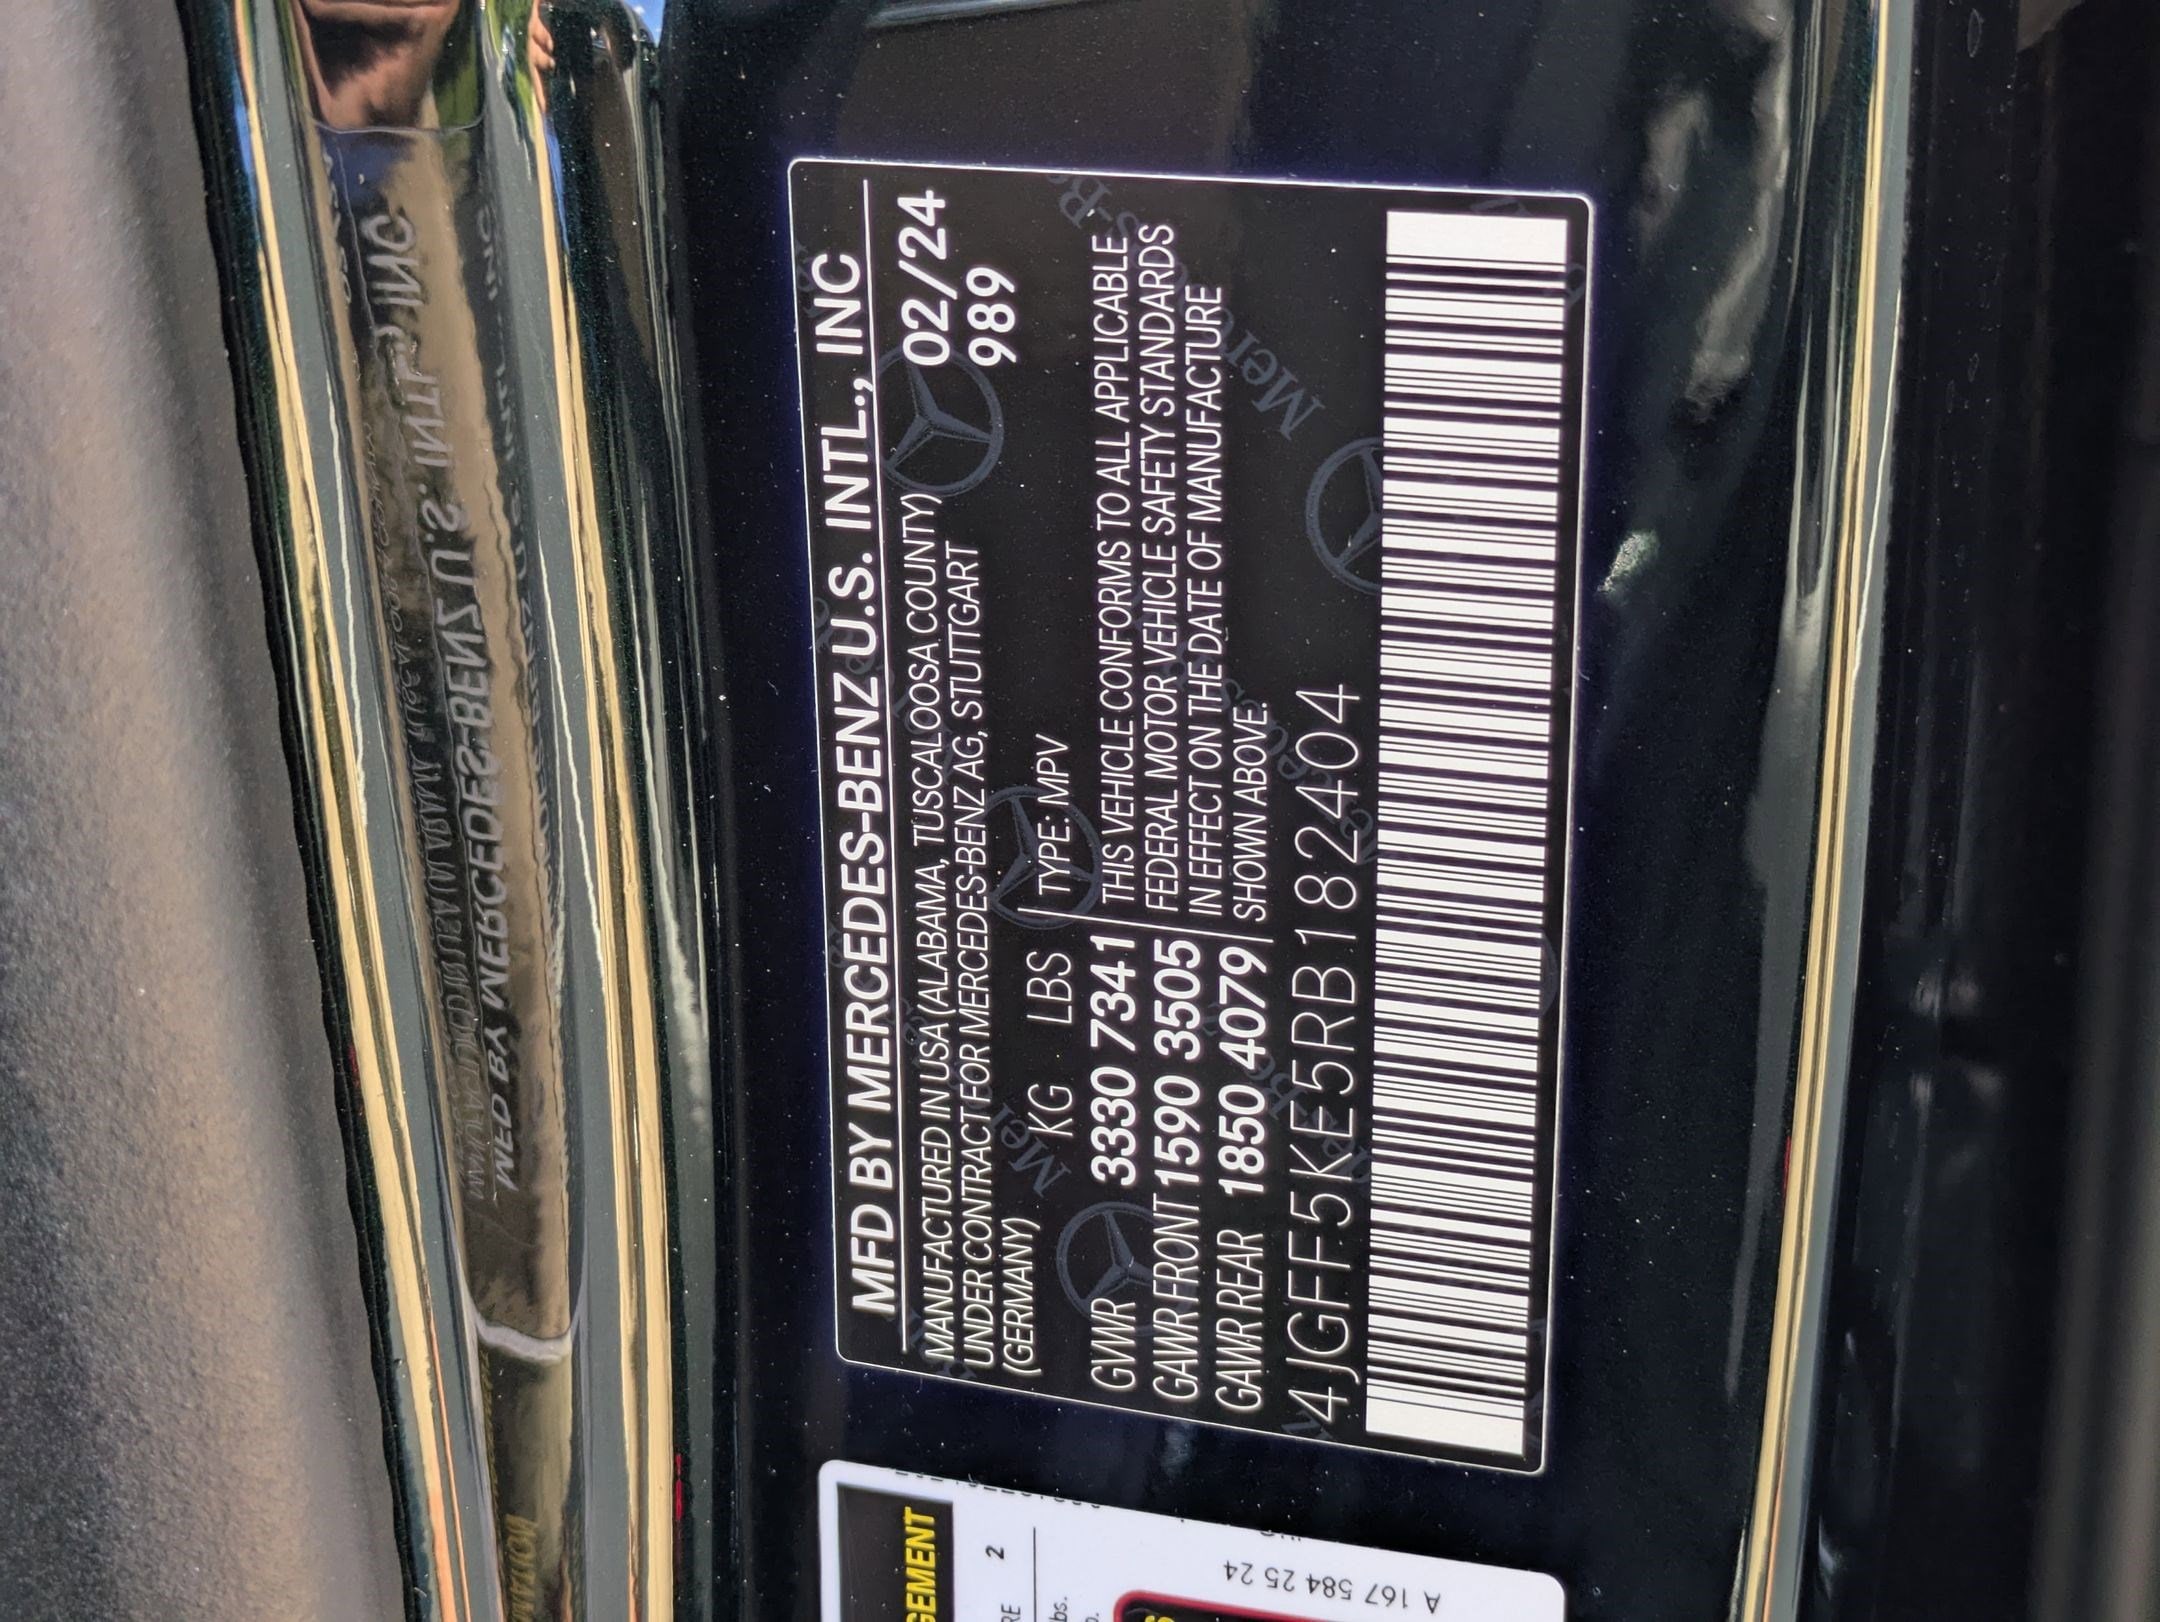 MFD BY MERCEDES-BENZ U.S. INTL., INC
MANUFACTURED IN USA (ALABAMA, TUSCALOOSA COUNTY) 02/24
UNDER CONTRACT FOR MERCEDES-BENZ AG, STUTTGART 989
(GERMANY)
KG LBS TYPE: MPV
GVWR 3330 7341 THIS VEHICLE CONFORMS TO ALL APPLICABLE
GAWR FRONT 1590 3505 FEDERAL MOTOR VEHICLE SAFETY STANDARDS
GAWR REAR 1850 4079 IN EFFECT ON THE DATE OF MANUFACTURE
SHOWN ABOVE.
4JGFF5KE5RB182404
2
A 167 584 25 24